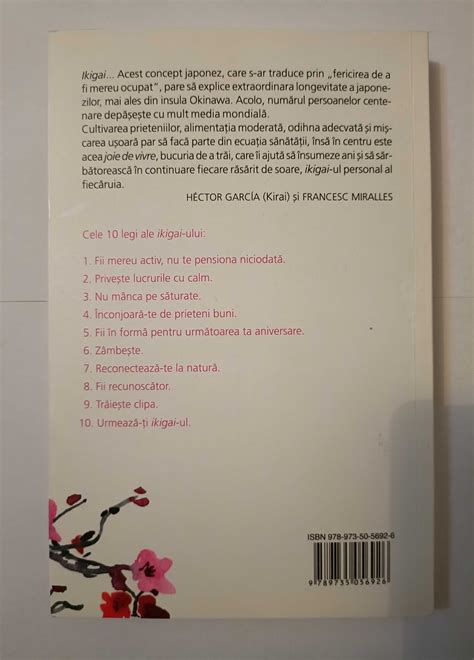 Ikigai... Acest concept japonez, care s-ar traduce prin „fericirea de a
fi mereu ocupat”, pare să explice extraordinara longevitate a japone-
zilor, mai ales din insula Okinawa. Acolo, numărul persoanelor cente-
nare depășește cu mult media mondială.
Cultivarea prieteniilor, alimentația moderată, odihna adecvată și miș-
carea ușoară par să facă parte din ecuația sănătății, însă în centru este
acea joie de vivre, bucuria de a trăi, care îi ajută să însumeze ani și să săr-
bătorească în continuare fiecare răsărit de soare, ikigai-ul personal al
fiecăruia.
HÉCTOR GARCÍA (Kirai) și FRANCESC MIRALLES
Cele 10 legi ale ikigai-ului:
1. Fii mereu activ, nu te pensiona niciodată.
2. Privește lucrurile cu calm.
3. Nu mânca pe săturate.
4. Înconjoară-te de prieteni buni.
5. Fii în formă pentru următoarea ta aniversare.
6. Zâmbește.
7. Reconectează-te la natură.
8. Fii recunoscător.
9. Trăiește clipa.
10. Urmează-ți ikigai-ul.
ISBN 978-973-50-5692-6
9 789735 056926